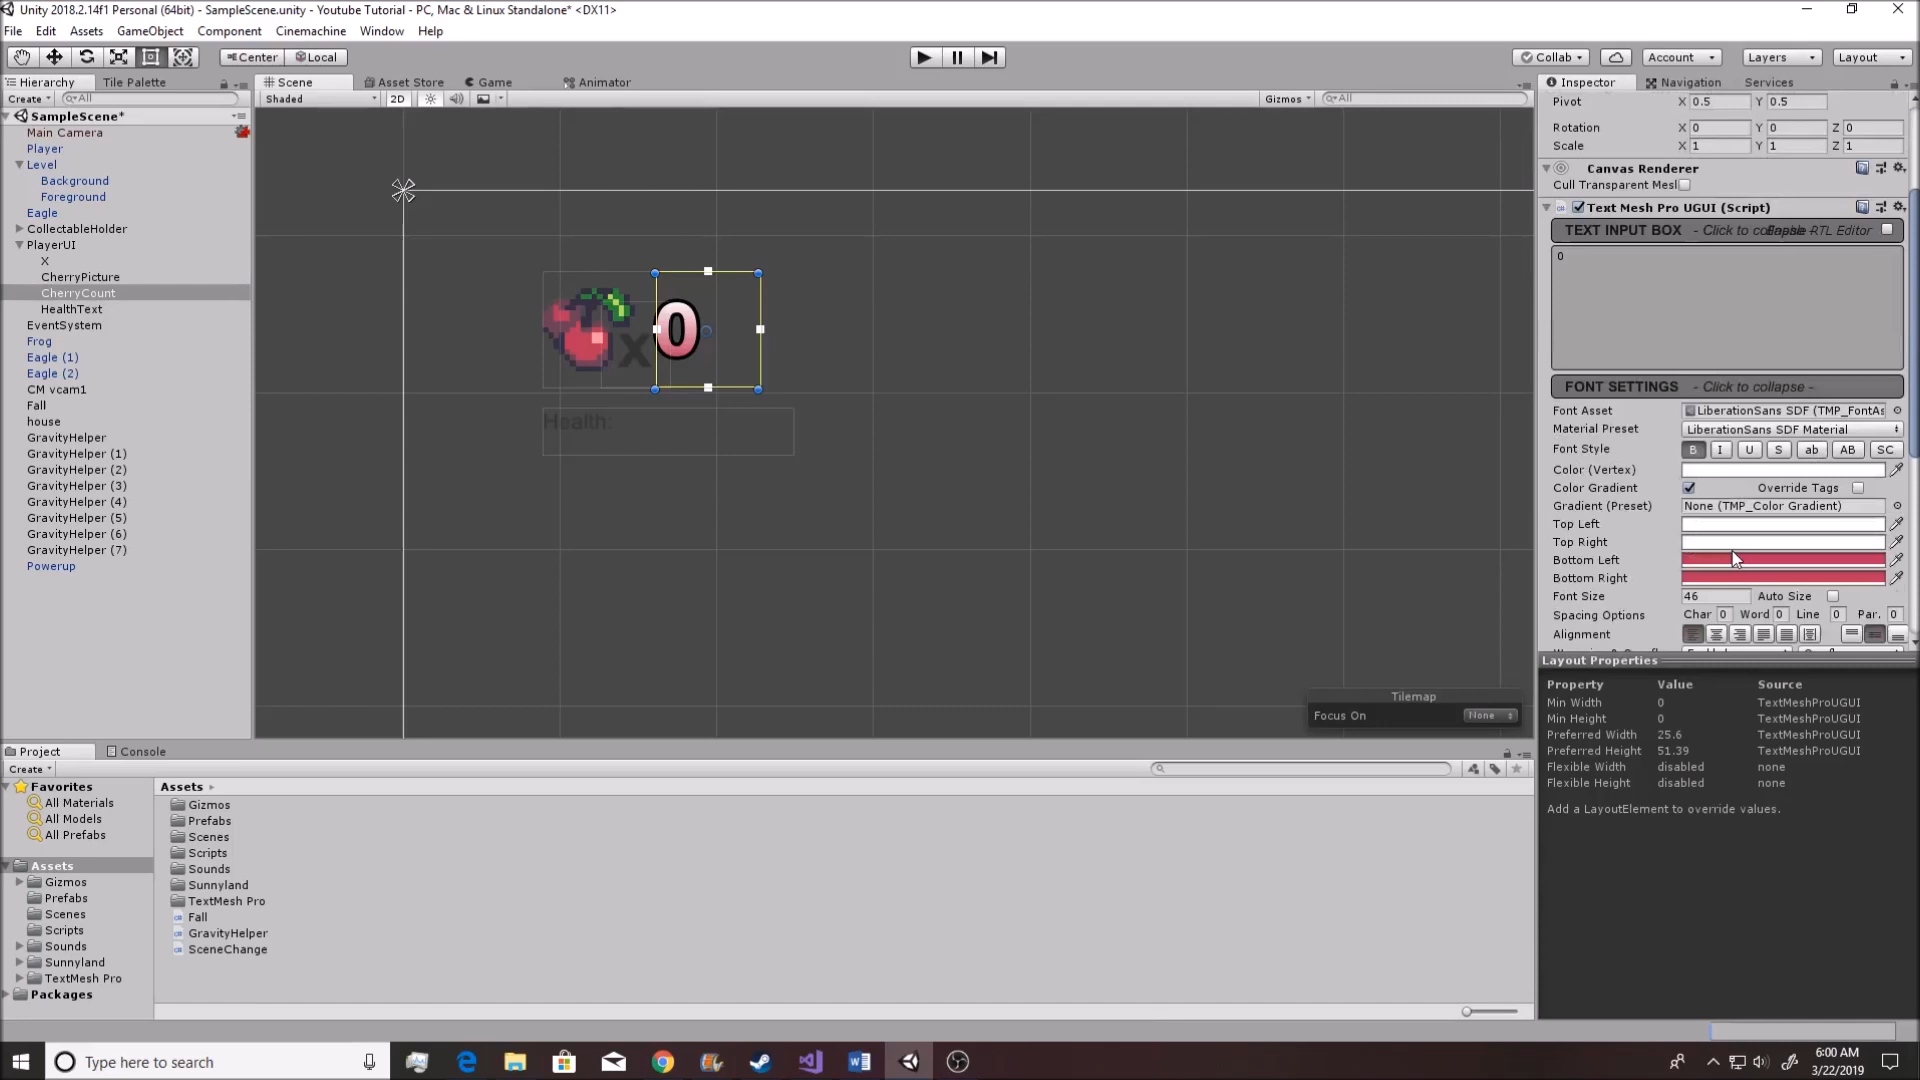 Unity 2018.2.14f1 Personal (64bit) - SampleScene.unity - Youtube Tutorial - PC, Mac & Linux Standalone* <DX11>
File Edit Assets GameObject Component Cinemachine Window Help
Center Local Collab Account Layers Layout
Hierarchy Tile Palette
Create All
SampleScene*
Main Camera
Player
Level
Background
Foreground
Eagle
CollectableHolder
PlayerUI
X
CherryPicture
CherryCount
HealthText
EventSystem
Frog
Eagle (1)
Eagle (2)
CM vcam1
Fall
house
GravityHelper
GravityHelper (1)
GravityHelper (2)
GravityHelper (3)
GravityHelper (4)
GravityHelper (5)
GravityHelper (6)
GravityHelper (7)
Powerup
Scene Asset Store Game Animator
Shaded 2D Gizmos All
x 0
Health:
Tilemap
Focus On None
Inspector Navigation Services
Pivot X 0.5 Y 0.5
Rotation X 0 Y 0 Z 0
Scale X 1 Y 1 Z 1
Canvas Renderer
Cull Transparent Mesl
Text Mesh Pro UGUI (Script)
TEXT INPUT BOX - Click to RTL Editor
0
FONT SETTINGS - Click to collapse -
Font Asset LiberationSans SDF (TMP_FontAs
Material Preset LiberationSans SDF Material
Font Style B I U S ab AB SC
Color (Vertex)
Color Gradient Override Tags
Gradient (Preset) None (TMP_Color Gradient)
Top Left
Top Right
Bottom Left
Bottom Right
Font Size 46 Auto Size
Spacing Options Char 0 Word 0 Line 0 Par. 0
Alignment
Layout Properties
Property Value Source
Min Width 0 TextMeshProUGUI
Min Height 0 TextMeshProUGUI
Preferred Width 25.6 TextMeshProUGUI
Preferred Height 51.39 TextMeshProUGUI
Flexible Width disabled none
Flexible Height disabled none
Add a LayoutElement to override values.
Project Console
Create
Favorites
All Materials
All Models
All Prefabs
Assets
Gizmos
Prefabs
Scenes
Scripts
Sounds
Sunnyland
TextMesh Pro
Packages
Assets
Gizmos
Prefabs
Scenes
Scripts
Sounds
Sunnyland
TextMesh Pro
Fall
GravityHelper
SceneChange
Type here to search
6:00 AM
3/22/2019